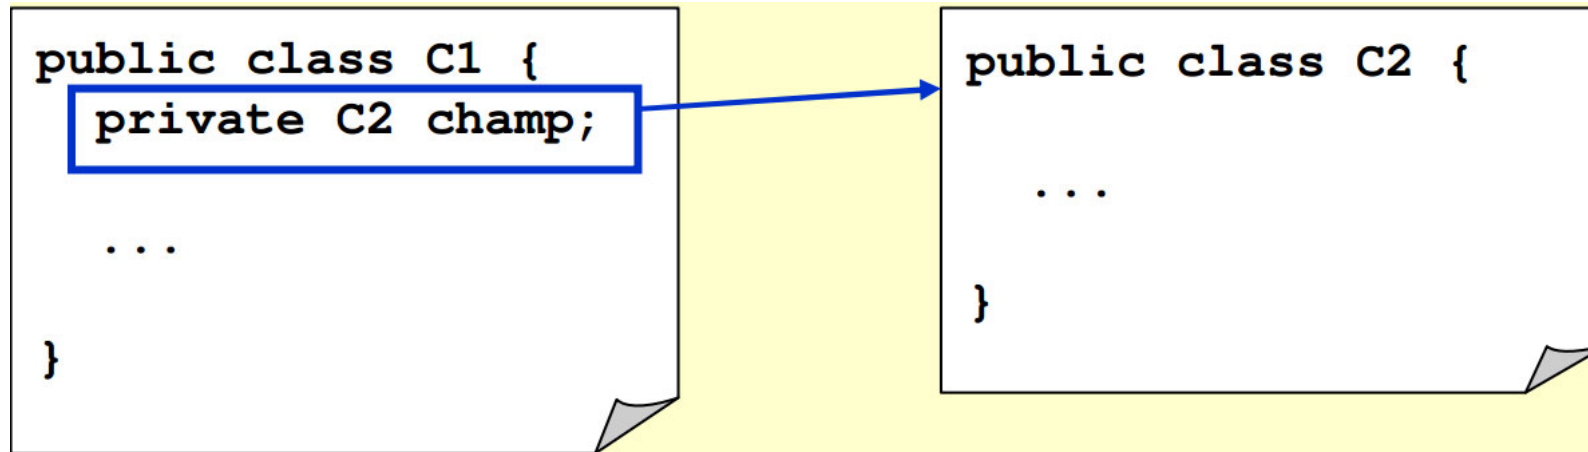 public class C1 {
private C2 champ;
...
}
public class C2 {
...
}